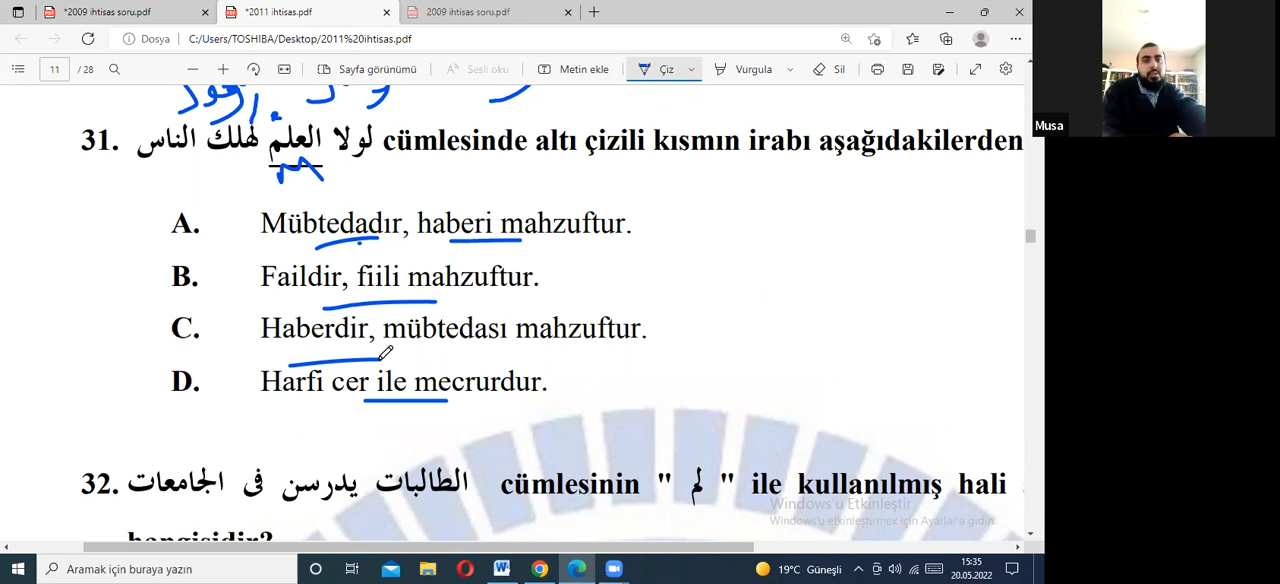 *2009 ihtisas soru.pdf
*2011 ihtisas.pdf
2009 ihtisas soru.pdf
Dosya
C:/Users/TOSHIBA/Desktop/2011%20ihtisas.pdf
11 / 28
Sayfa görünümü
Sesli oku
Metin ekle
Çiz
Vurgula
Sil
Musa
31. لولا العلم لهلك الناس cümlesinde altı çizili kısmın irabı aşağıdakilerden
A. Mübtedadır, haberi mahzuftur.
B. Faildir, fiili mahzuftur.
C. Haberdir, mübtedası mahzuftur.
D. Harfi cer ile mecrurdur.
32. الطالبات يدرسن فى الجامعات cümlesinin " لم " ile kullanılmış hali
hangisidir?
Windows'u Etkinleştir
Windows'u etkinleştirmek için Ayarlar'a gidin.
Aramak için buraya yazın
19°C Güneşli
15:35
20.05.2022